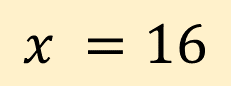 x = 16